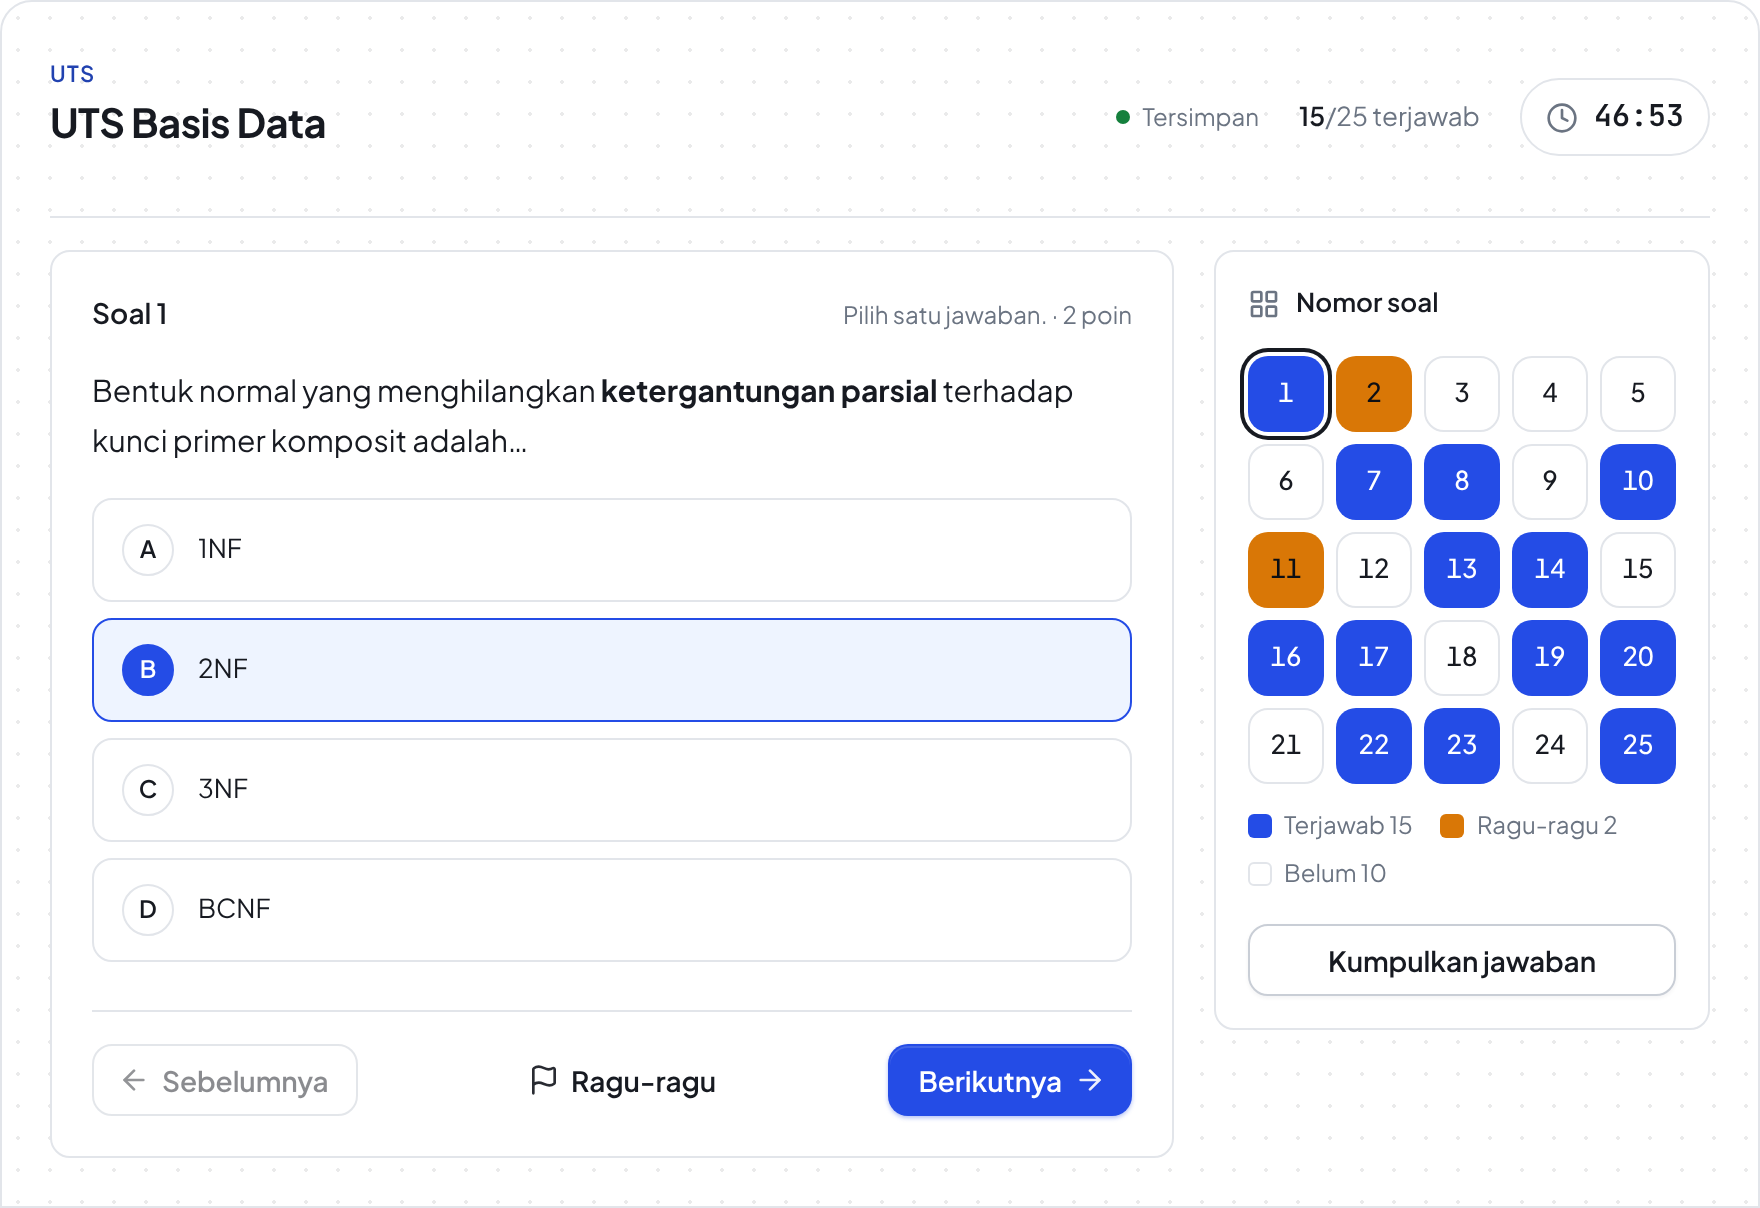 UTS
UTS Basis Data
Tersimpan
15/25 terjawab
46:53
Soal 1
Pilih satu jawaban. · 2 poin
Bentuk normal yang menghilangkan ketergantungan parsial terhadap
kunci primer komposit adalah...
A 1NF
B 2NF
C 3NF
D BCNF
Sebelumnya
Ragu-ragu
Berikutnya
Nomor soal
1 2 3 4 5
6 7 8 9 10
11 12 13 14 15
16 17 18 19 20
21 22 23 24 25
Terjawab 15 Ragu-ragu 2
Belum 10
Kumpulkan jawaban